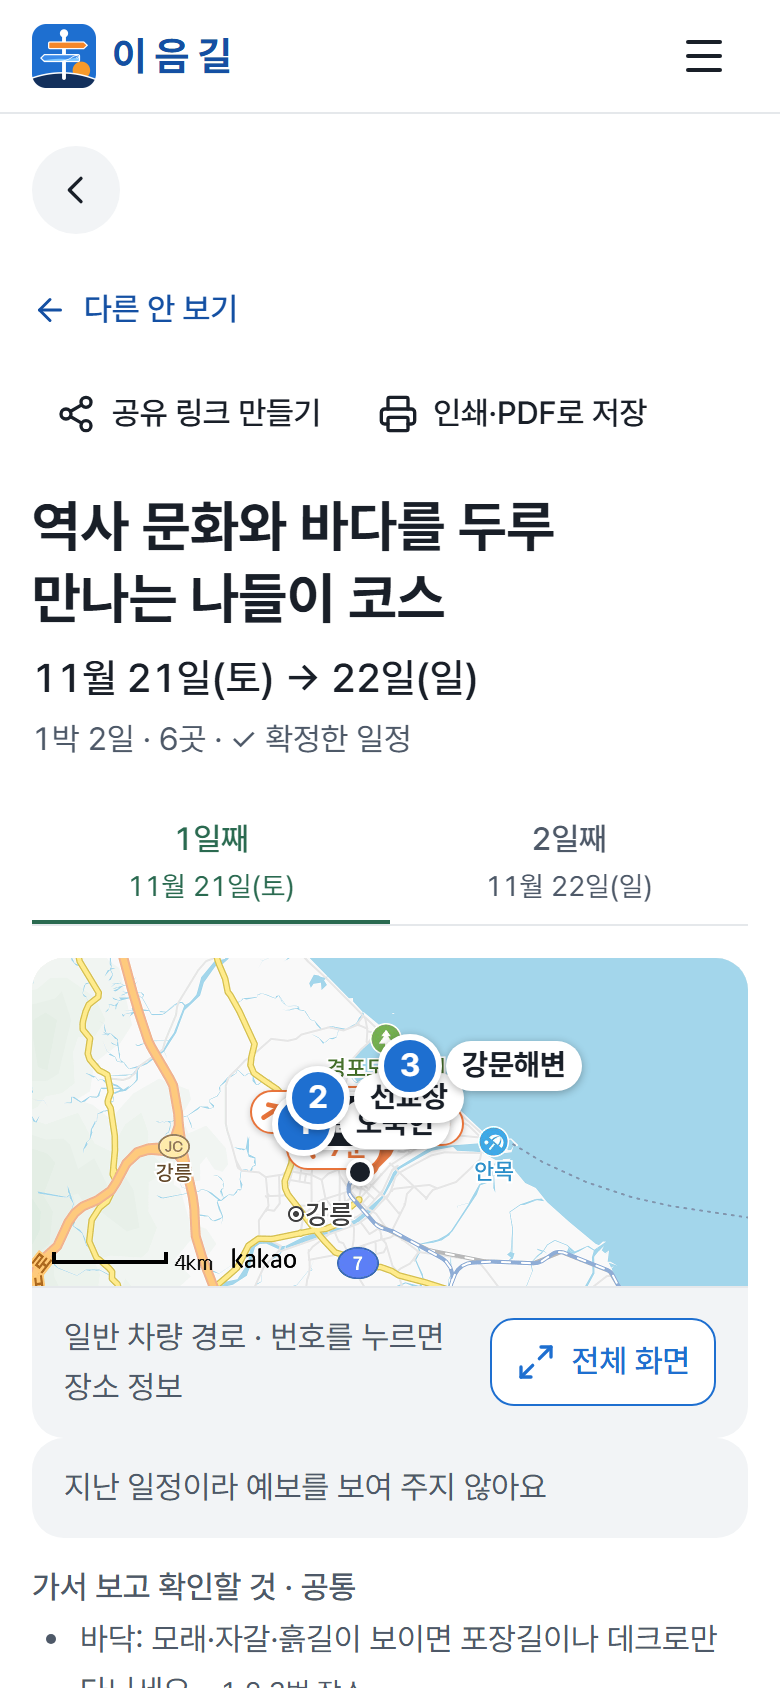 이음길
다른 안 보기
공유 링크 만들기
인쇄·PDF로 저장
역사 문화와 바다를 두루
만나는 나들이 코스
11월 21일(토) → 22일(일)
1박 2일 · 6곳 · ✓ 확정한 일정
1일째
11월 21일(토)
2일째
11월 22일(일)
3
강문해변
2
선교장
JC
강릉
안목
강릉
4km
kakao
7
일반 차량 경로 · 번호를 누르면
장소 정보
전체 화면
지난 일정이라 예보를 보여 주지 않아요
가서 보고 확인할 것 · 공통
• 바닥: 모래·자갈·흙길이 보이면 포장길이나 데크로만